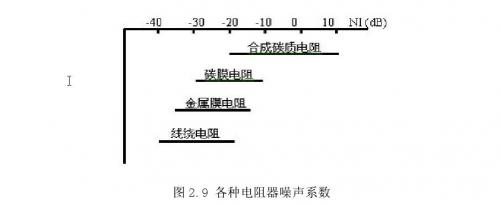 -40 -30 -20 -10 0 10 NI(dB)
合成碳质电阻
碳膜电阻
金属膜电阻
线绕电阻
图2.9 各种电阻器噪声系数